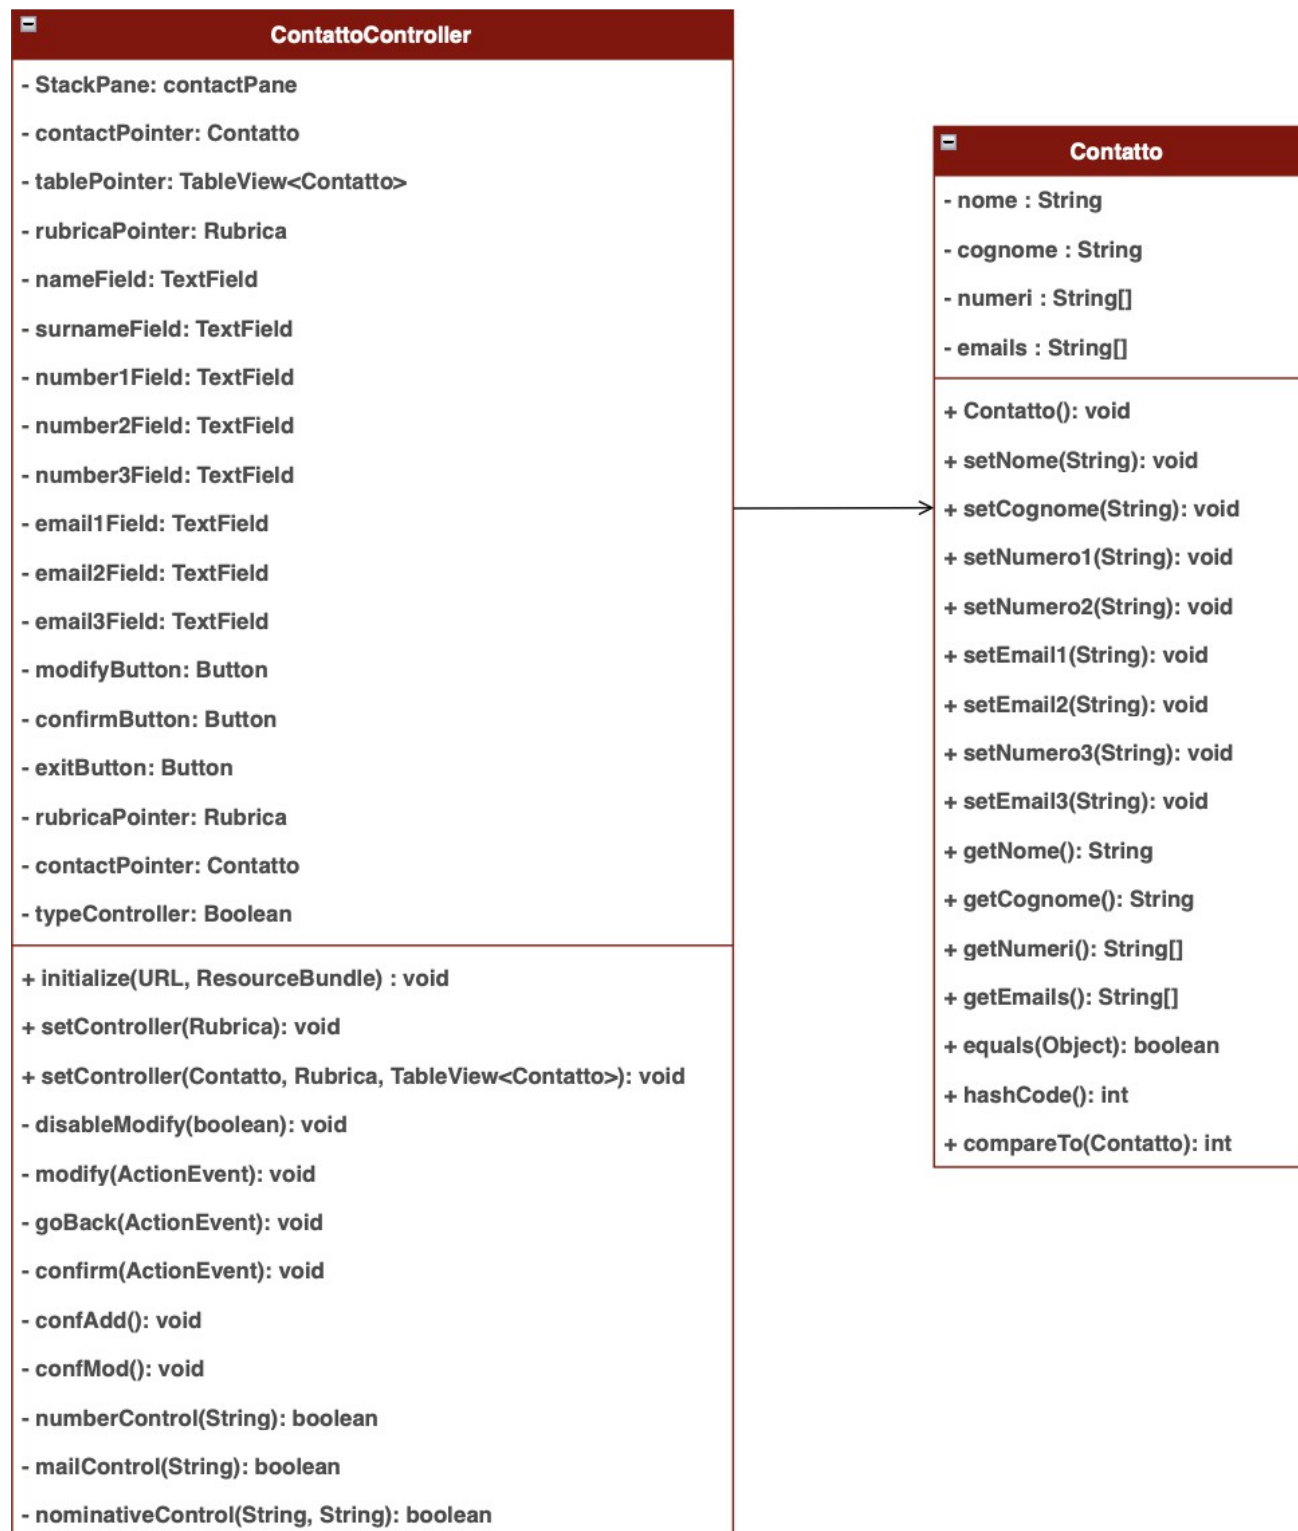 ContattoController
- StackPane: contactPane
- contactPointer: Contatto
- tablePointer: TableView<Contatto>
- rubricaPointer: Rubrica
- nameField: TextField
- surnameField: TextField
- number1Field: TextField
- number2Field: TextField
- number3Field: TextField
- email1Field: TextField
- email2Field: TextField
- email3Field: TextField
- modifyButton: Button
- confirmButton: Button
- exitButton: Button
- rubricaPointer: Rubrica
- contactPointer: Contatto
- typeController: Boolean
+ initialize(URL, ResourceBundle) : void
+ setController(Rubrica): void
+ setController(Contatto, Rubrica, TableView<Contatto>): void
- disableModify(boolean): void
- modify(ActionEvent): void
- goBack(ActionEvent): void
- confirm(ActionEvent): void
- confAdd(): void
- confMod(): void
- numberControl(String): boolean
- mailControl(String): boolean
- nominativeControl(String, String): boolean
Contatto
- nome : String
- cognome : String
- numeri : String[]
- emails : String[]
+ Contatto(): void
+ setNome(String): void
+ setCognome(String): void
+ setNumero1(String): void
+ setNumero2(String): void
+ setEmail1(String): void
+ setEmail2(String): void
+ setNumero3(String): void
+ setEmail3(String): void
+ getNome(): String
+ getCognome(): String
+ getNumeri(): String[]
+ getEmails(): String[]
+ equals(Object): boolean
+ hashCode(): int
+ compareTo(Contatto): int